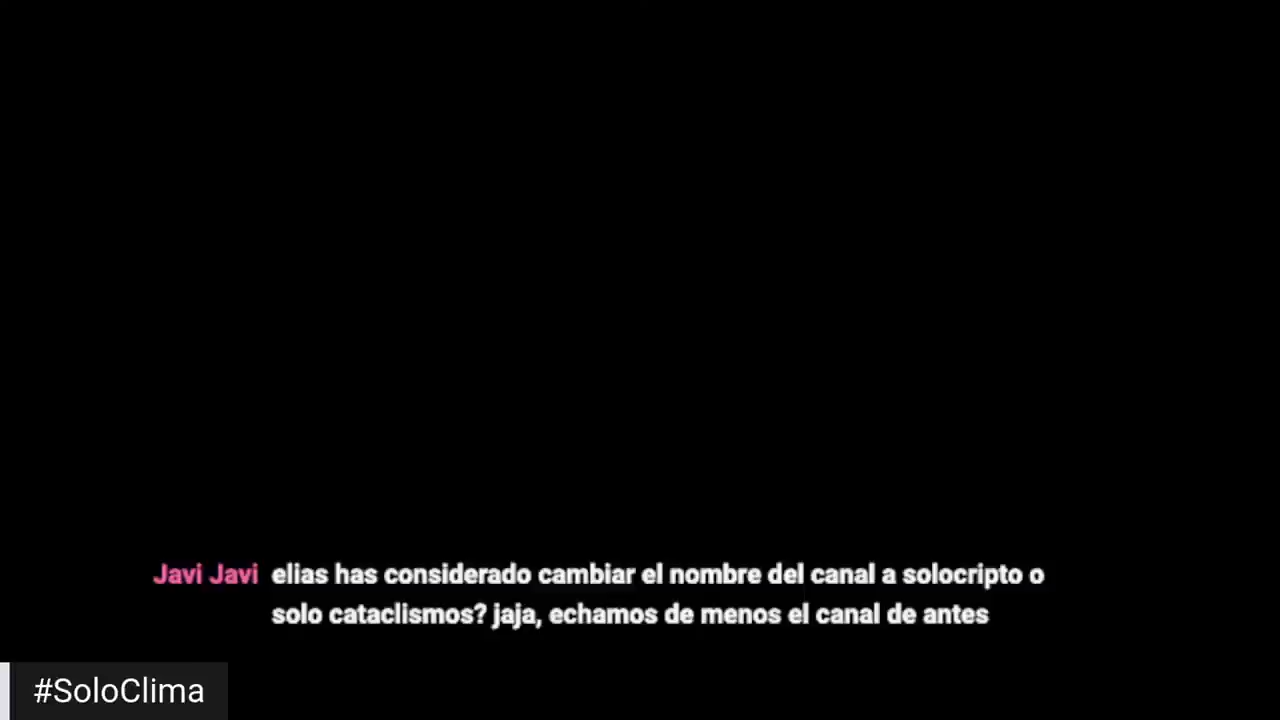 Javi Javi elias has considerado cambiar el nombre del canal a solocripto o
solo cataclismos? jaja, echamos de menos el canal de antes
#SoloClima